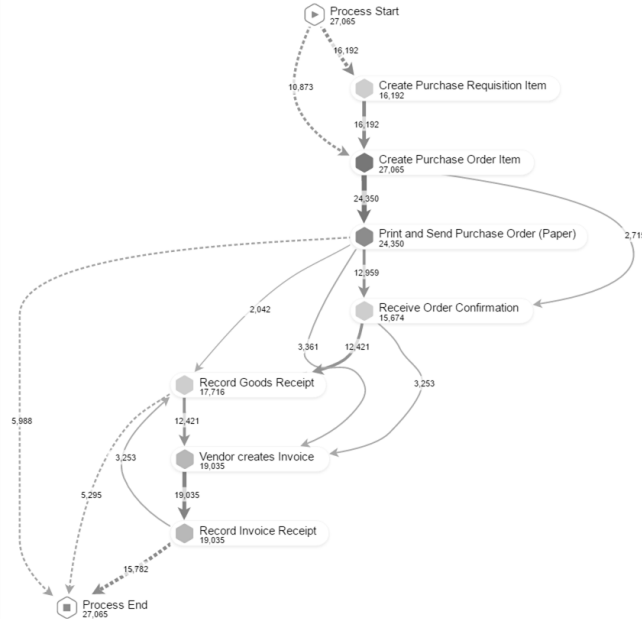 Process Start
27,065
16,192
10,873
Create Purchase Requisition Item
16,192
16,192
Create Purchase Order Item
27,065
24,350
2,71
Print and Send Purchase Order (Paper)
24,350
12,959
2,042
Receive Order Confirmation
15,674
3,361
12,421
3,253
Record Goods Receipt
17,716
5,988
12,421
3,253
Vendor creates Invoice
19,035
5,295
19,035
Record Invoice Receipt
19,035
15,782
Process End
27,065